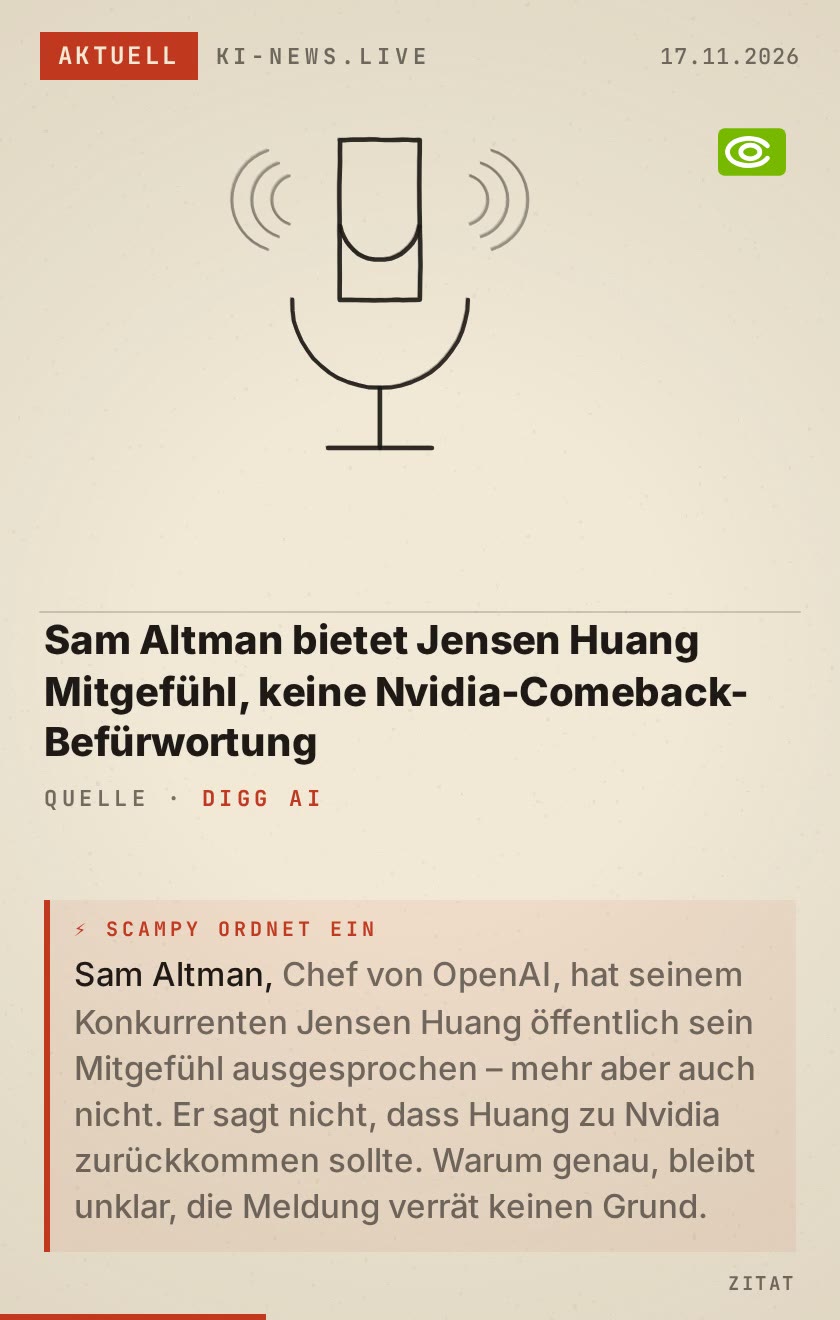 AKTUELL KI-NEWS.LIVE 17.11.2026
Sam Altman bietet Jensen Huang
Mitgefühl, keine Nvidia-Comeback-
Befürwortung
QUELLE · DIGG AI
⚡ SCAMPY ORDNET EIN
Sam Altman, Chef von OpenAI, hat seinem
Konkurrenten Jensen Huang öffentlich sein
Mitgefühl ausgesprochen – mehr aber auch
nicht. Er sagt nicht, dass Huang zu Nvidia
zurückkommen sollte. Warum genau, bleibt
unklar, die Meldung verrät keinen Grund.
ZITAT